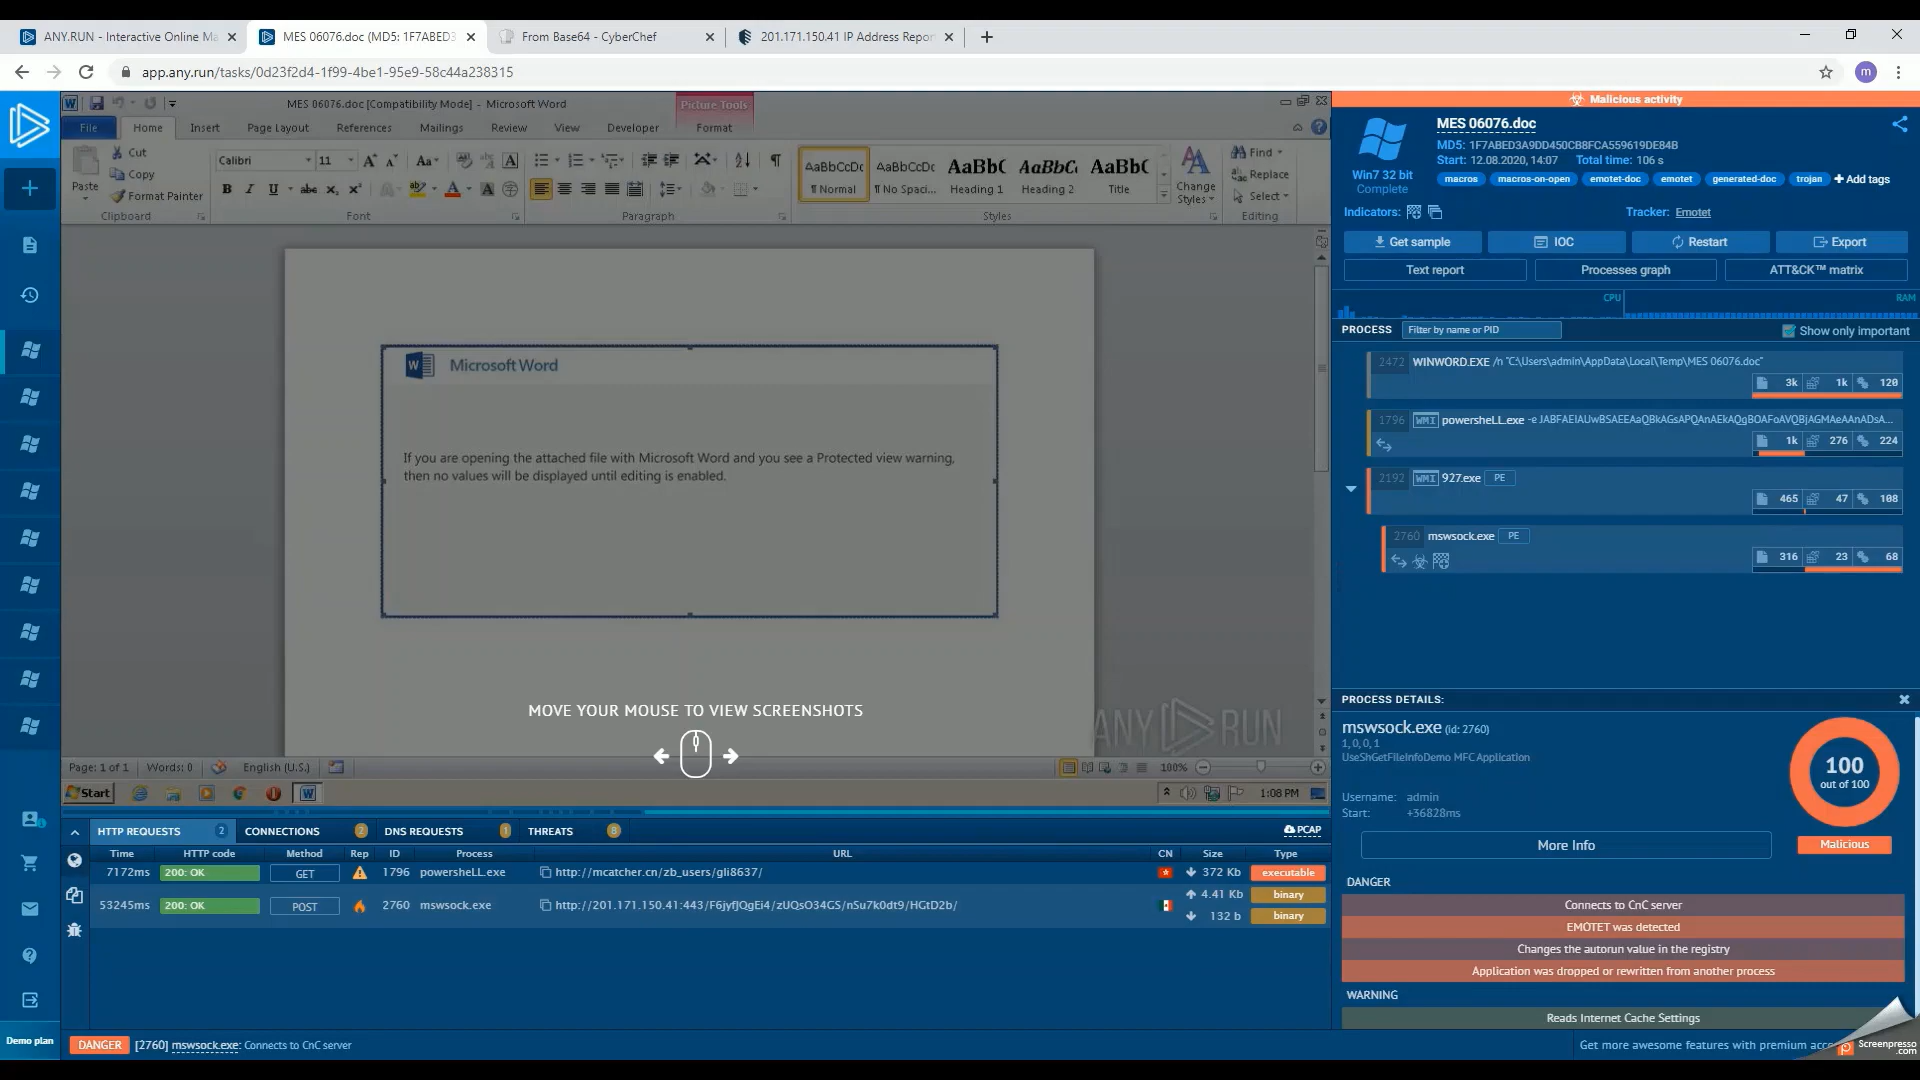 ANY.RUN - Interactive Online Ma
MES 06076.doc (MD5: 1F7ABED3
From Base64 - CyberChef
201.171.150.41 IP Address Repor
app.any.run/tasks/0d23f2d4-1f99-4be1-95e9-58c44a238315
m
MES 06076.doc [Compatibility Mode] - Microsoft Word
Picture Tools
File Home Insert Page Layout References Mailings Review View Developer Format
Paste
Cut
Copy
Format Painter
Clipboard
Calibri 11
Font
Paragraph
AaBbCcDc AaBbCcDc AaBbC AaBbCc AaBbC
¶ Normal ¶ No Spaci... Heading 1 Heading 2 Title
Change Styles
Styles
Find
Replace
Select
Editing
Microsoft Word
If you are opening the attached file with Microsoft Word and you see a Protected view warning,
then no values will be displayed until editing is enabled.
MOVE YOUR MOUSE TO VIEW SCREENSHOTS
ANY RUN
Page: 1 of 1 Words: 0 English (U.S.) 100%
Start 1:08 PM
Malicious activity
MES 06076.doc
MD5: 1F7ABED3A9DD450CB8FCA559619DE84B
Start: 12.08.2020, 14:07 Total time: 106 s
Win7 32 bit
Complete
macros macros-on-open emotet-doc emotet generated-doc trojan Add tags
Indicators: Tracker: Emotet
Get sample IOC Restart Export
Text report Processes graph ATT&CK™ matrix
CPU RAM
PROCESS Filter by name or PID Show only important
2472 WINWORD.EXE /n "C:\Users\admin\AppData\Local\Temp\MES 06076.doc"
3k 1k 120
1796 WMI powersheLL.exe -e JABFAEIAUwBSAEEAaQBkAGsAPQAnAEkAQgBOAFoAVQBjAGMAeAAnADsA...
1k 276 224
2192 WMI 927.exe PE
465 47 108
2760 mswsock.exe PE
316 23 68
PROCESS DETAILS:
mswsock.exe (id: 2760)
1, 0, 0, 1
UseShGetFileInfoDemo MFC Application
Username: admin
Start: +36828ms
100
out of 100
More Info
Malicious
DANGER
Connects to CnC server
EMOTET was detected
Changes the autorun value in the registry
Application was dropped or rewritten from another process
WARNING
Reads Internet Cache Settings
HTTP REQUESTS 2 CONNECTIONS 2 DNS REQUESTS 1 THREATS 8 PCAP
Time HTTP code Method Rep ID Process URL CN Size Type
7172ms 200: OK GET 1796 powersheLL.exe http://mcatcher.cn/zb_users/gli8637/ 372 Kb executable
53245ms 200: OK POST 2760 mswsock.exe http://201.171.150.41:443/F6jyfJQgEi4/zUQsO34GS/nSu7k0dt9/HGtD2b/ 4.41 Kb binary
132 b binary
Demo plan
DANGER [2760] mswsock.exe: Connects to CnC server
Get more awesome features with premium acce
Screenpresso
.com